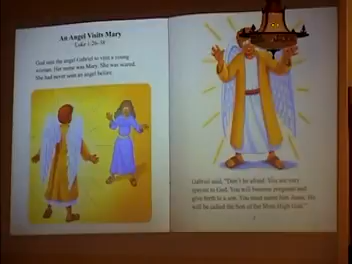 An Angel Visits Mary
Luke 1:26-38
God sent the angel Gabriel to visit a young
woman. Her name was Mary. She was scared.
She had never seen an angel before.
Gabriel said, "Don't be afraid. You are very
special to God. You will become pregnant and
give birth to a son. You must name him Jesus. He
will be called the Son of the Most High God."